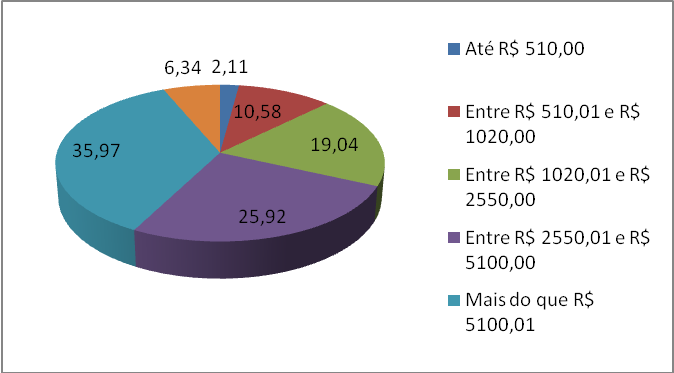 6,34
2,11
10,58
19,04
25,92
35,97
Até R$ 510,00
Entre R$ 510,01 e R$
1020,00
Entre R$ 1020,01 e R$
2550,00
Entre R$ 2550,01 e R$
5100,00
Mais do que R$
5100,01